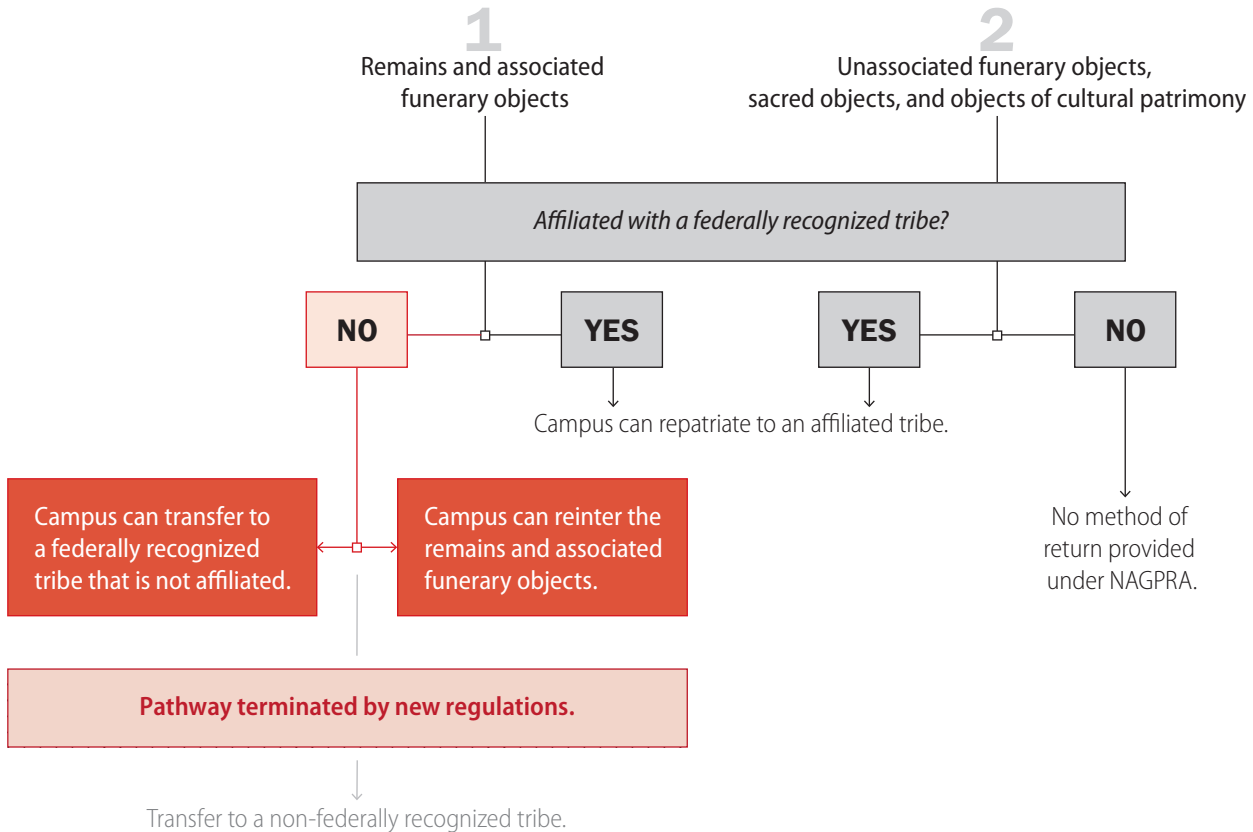 1
Remains and associated
funerary objects
2
Unassociated funerary objects,
sacred objects, and objects of cultural patrimony
Affiliated with a federally recognized tribe?
NO
YES
YES
NO
Campus can repatriate to an affiliated tribe.
Campus can transfer to
a federally recognized
tribe that is not affiliated.
Campus can reinter the
remains and associated
funerary objects.
No method of
return provided
under NAGPRA.
Pathway terminated by new regulations.
Transfer to a non-federally recognized tribe.